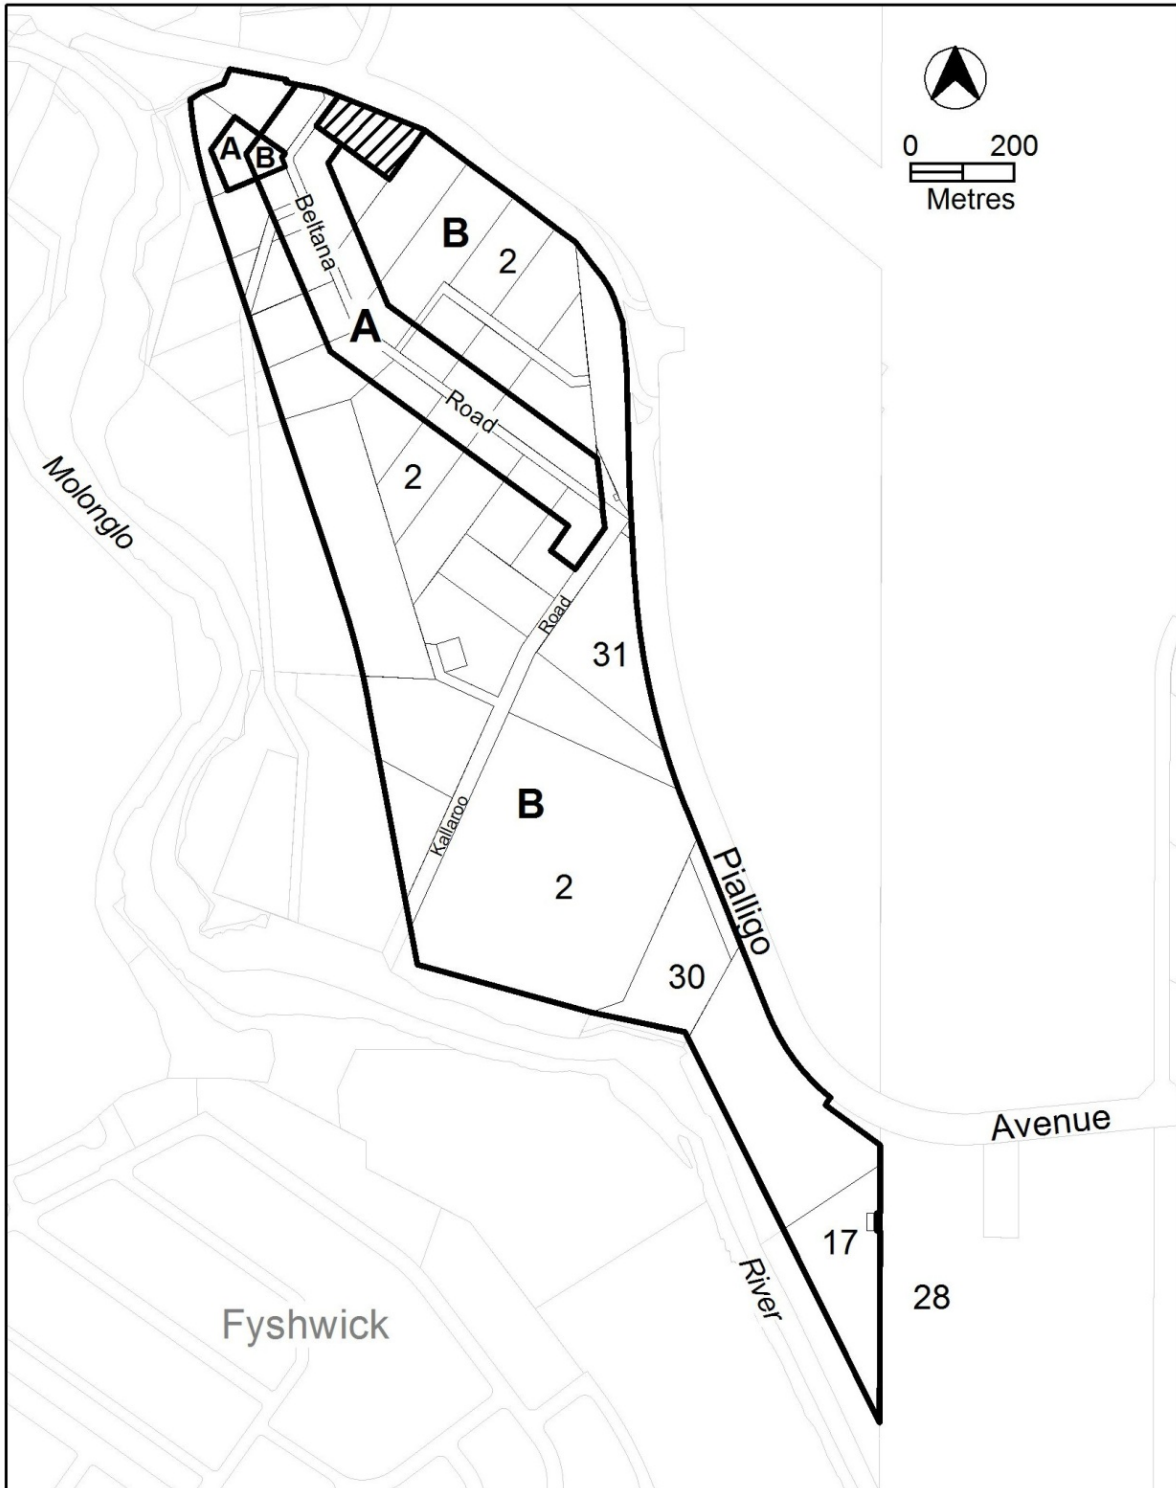 0 200
Metres
A
B
Beltana
B
2
A
Road
2
Molonglo
Road
31
B
Kallaroo
2
Pialligo
30
Avenue
17
River
28
Fyshwick